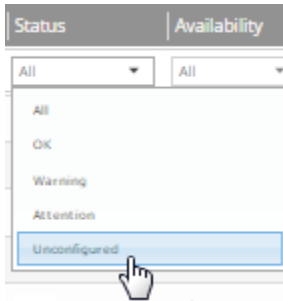 Status Availability
All All
All
OK
Warning
Attention
Unconfigured